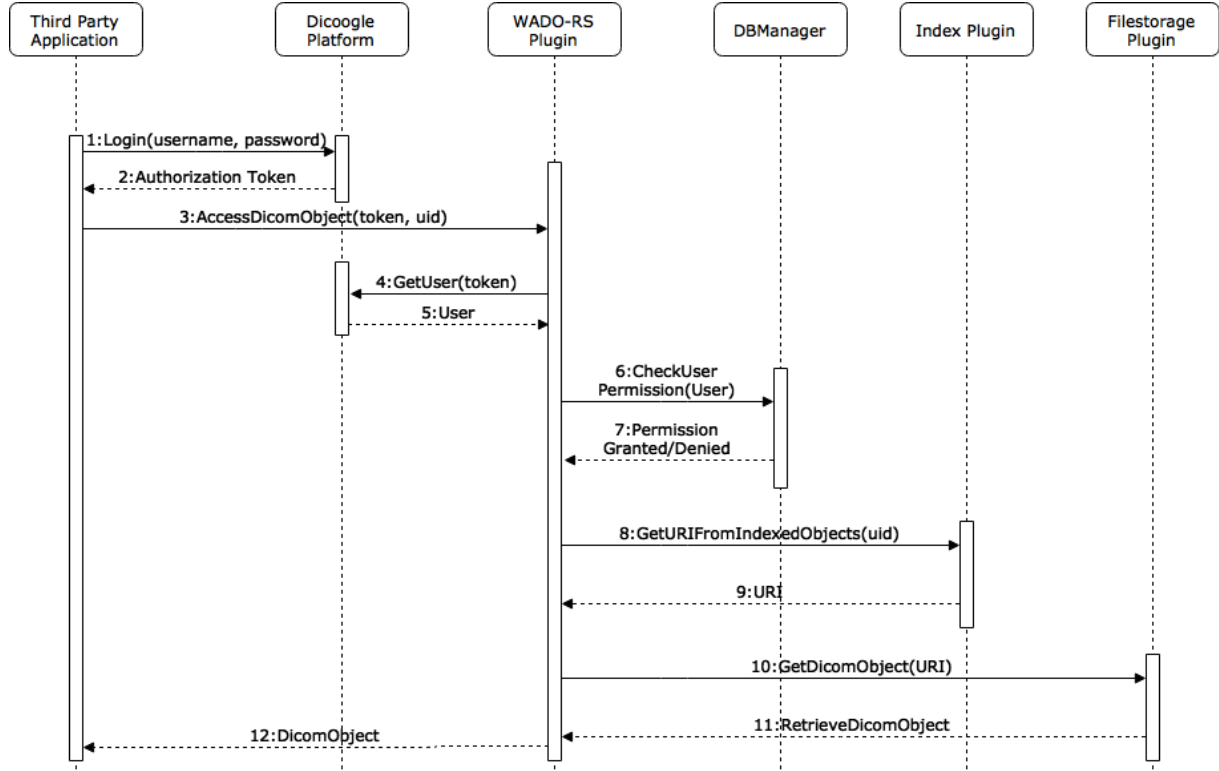 Third Party
Application
Dicoogle
Platform
WADO-RS
Plugin
DBManager
Index Plugin
Filestorage
Plugin
1:Login(username, password)
2:Authorization Token
3:AccessDicomObject(token, uid)
4:GetUser(token)
5:User
6:CheckUser
Permission(User)
7:Permission
Granted/Denied
8:GetURIFromIndexedObjects(uid)
9:URI
10:GetDicomObject(URI)
11:RetrieveDicomObject
12:DicomObject